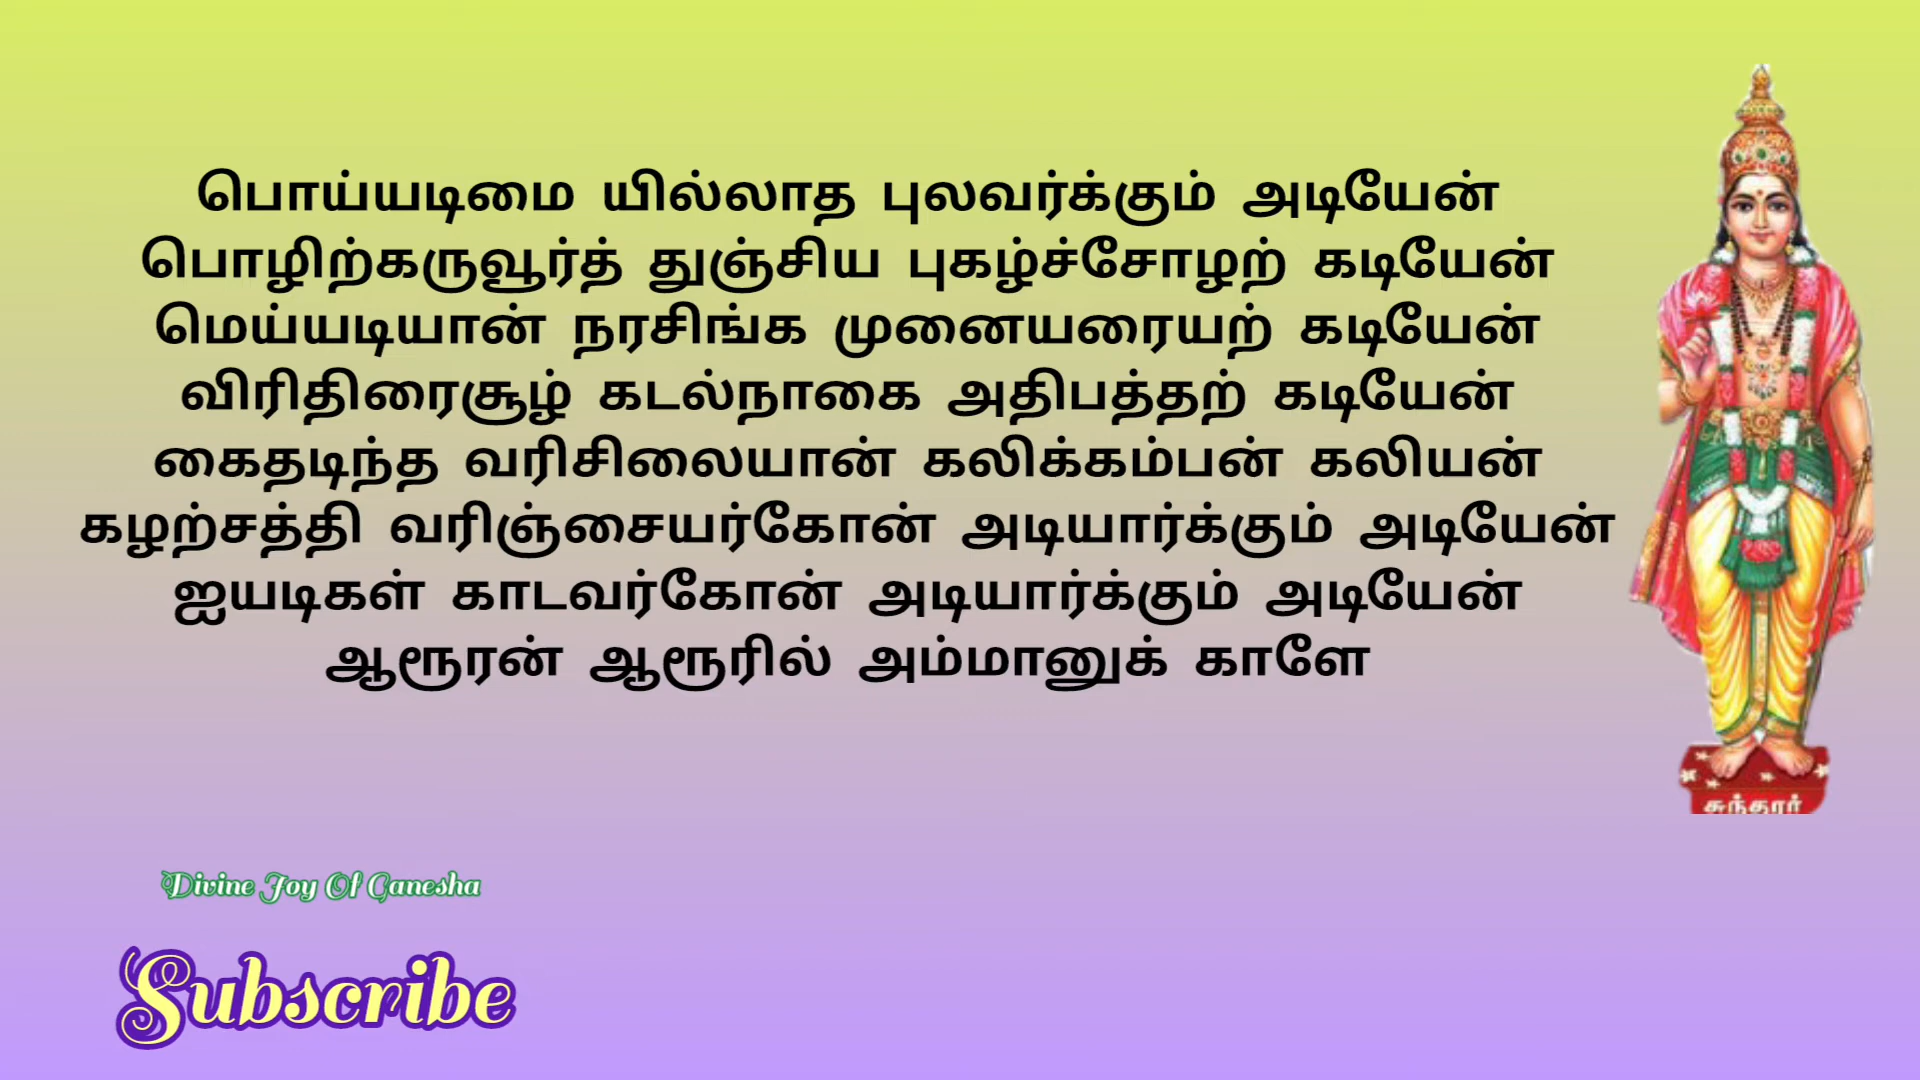 பொய்யடிமை யில்லாத புலவர்க்கும் அடியேன்
பொழிற்கருவூர்த் துஞ்சிய புகழ்ச்சோழற் கடியேன்
மெய்யடியான் நரசிங்க முனையரையற் கடியேன்
விரிதிரைசூழ் கடல்நாகை அதிபத்தற் கடியேன்
கைதடிந்த வரிசிலையான் கலிக்கம்பன் கலியன்
கழற்சத்தி வரிஞ்சையர்கோன் அடியார்க்கும் அடியேன்
ஐயடிகள் காடவர்கோன் அடியார்க்கும் அடியேன்
ஆரூரன் ஆரூரில் அம்மானுக் காளே
சுந்தரர்
Divine Joy Of Ganesha
Subscribe